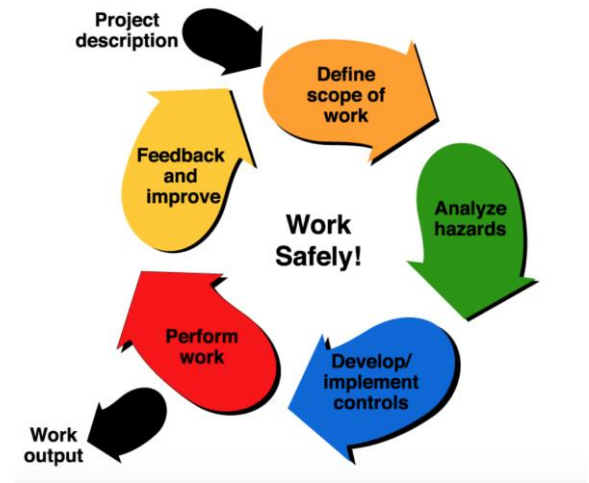 Project
description
Define
scope of
work
Analyze
hazards
Develop/
implement
controls
Perform
work
Work
output
Feedback
and
improve
Work
Safely!